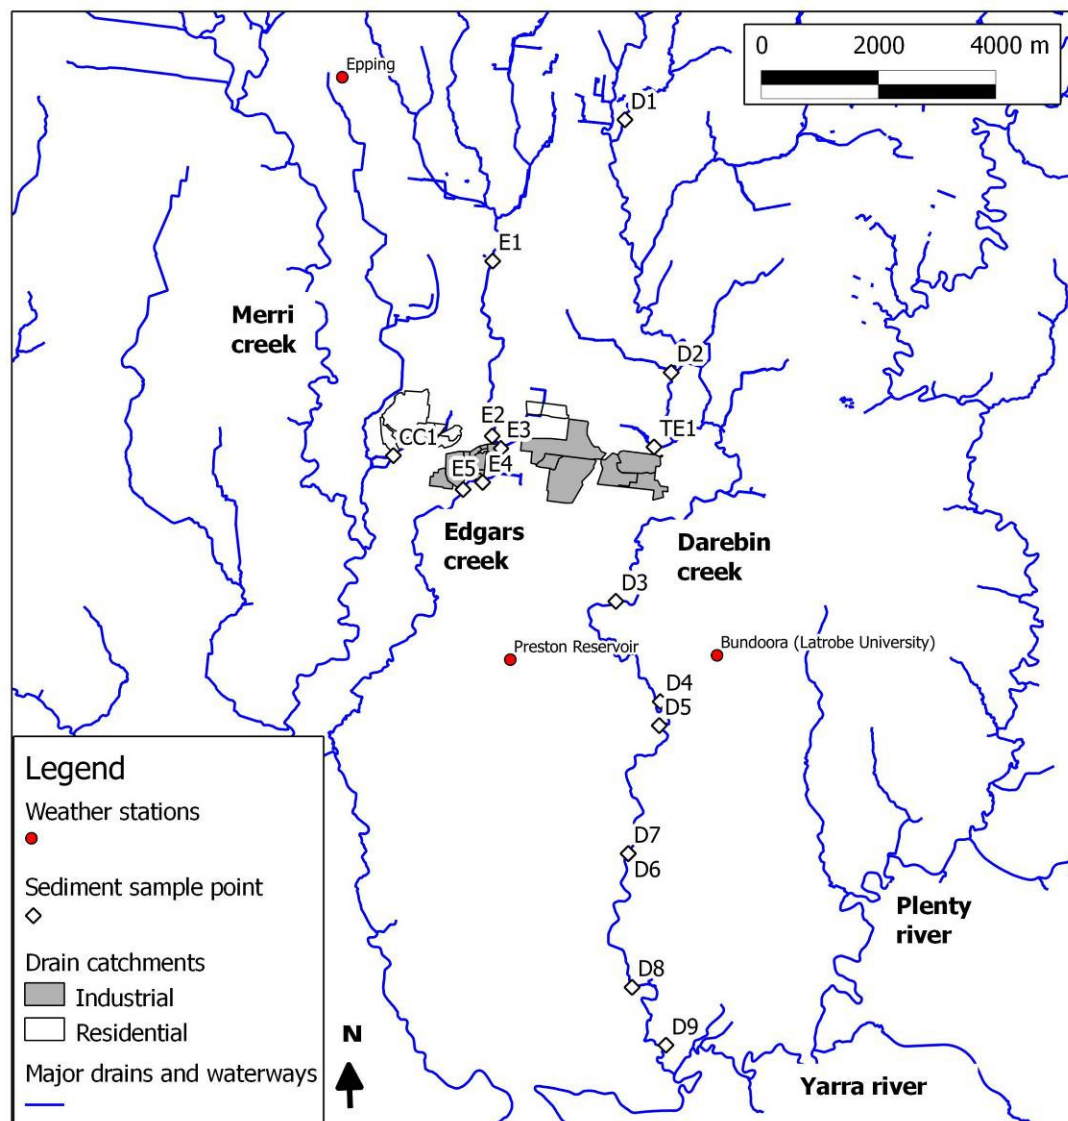 0 2000 4000 m
Epping
D1
E1
Merri
creek
D2
E2
E3
TE1
CC1
E4
E5
Edgars
creek
Darebin
creek
D3
Preston Reservoir
Bundoora (Latrobe University)
D4
D5
D7
D6
Plenty
river
D8
D9
Yarra river
N
Legend
Weather stations
Sediment sample point
Drain catchments
Industrial
Residential
Major drains and waterways